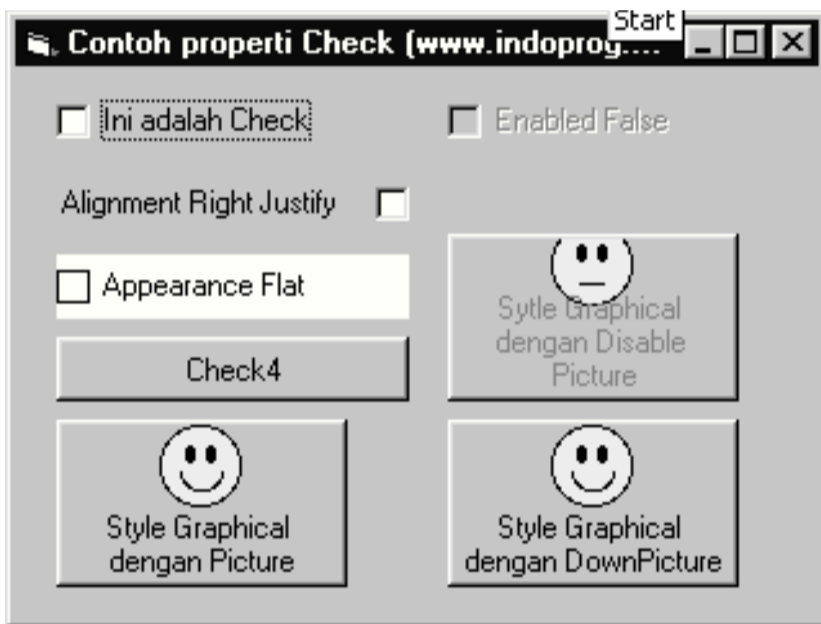 Start
Contoh properti Check (www.indoprog....
Ini adalah Check
Enabled False
Alignment Right Justify
Appearance Flat
Sytle Graphical
dengan Disable
Picture
Check4
Style Graphical
dengan Picture
Style Graphical
dengan DownPicture